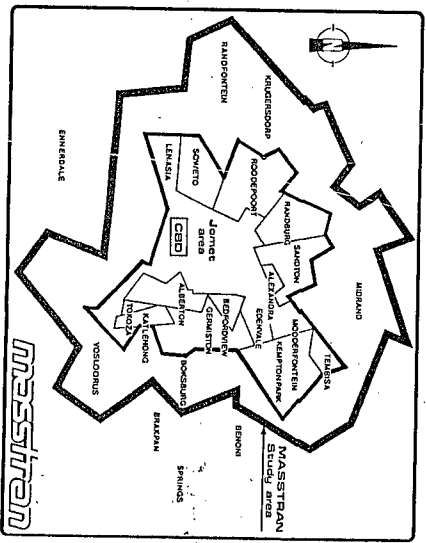 N
KRUGERSDORP
RANDFONTEIN
MIDRAND
TEMBISA
SANDTON
RANDBURG
MODDERFONTEIN
KEMPTONPARK
ALEXANDRA
EDENVALE
ROODEPOORT
Jomet
area
CBD
BEDFORDVIEW
GERMISTON
SOWETO
LENASIA
ALBERTON
KATLEHONG
TOKOZA
BOKSBURG
BENONI
MASSTRAN
Study area
BRAKPAN
SPRINGS
VOSLOORUS
ENNERDALE
masstran